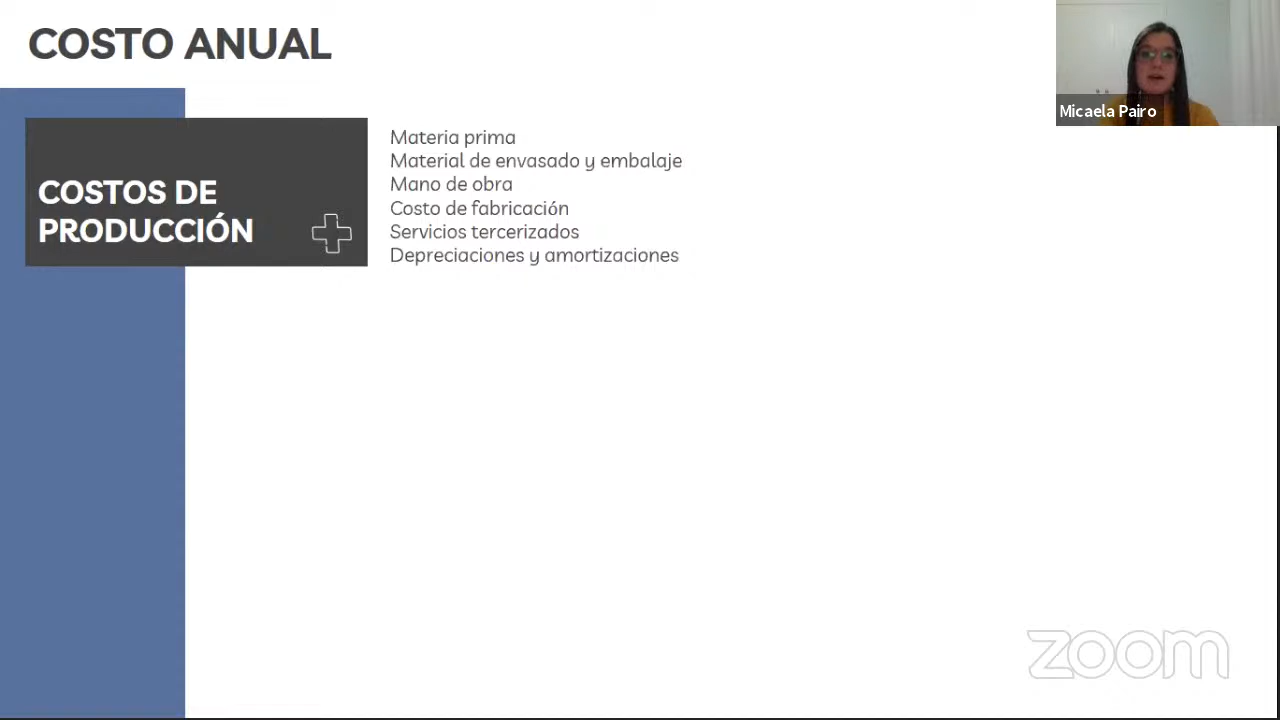 COSTO ANUAL
Micaela Pairo
COSTOS DE
PRODUCCIÓN
Materia prima
Material de envasado y embalaje
Mano de obra
Costo de fabricación
Servicios tercerizados
Depreciaciones y amortizaciones
zoom